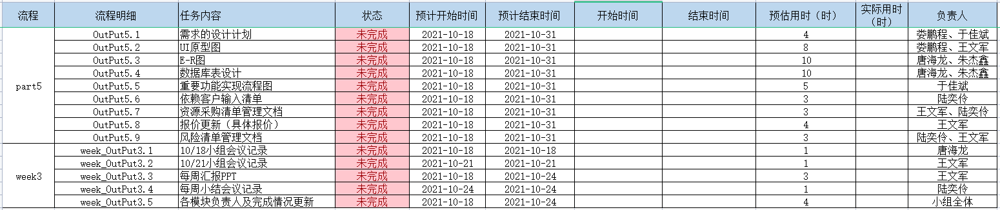 流程 流程明细 任务内容 状态 预计开始时间 预计结束时间 开始时间 结束时间 预估用时（时） 实际用时（时） 负责人
OutPut5.1 需求的设计计划 未完成 2021-10-18 2021-10-31 4 娄鹏程、于佳斌
OutPut5.2 UI原型图 未完成 2021-10-18 2021-10-31 8 娄鹏程、王文军
OutPut5.3 E-R图 未完成 2021-10-18 2021-10-31 10 唐海龙、朱杰鑫
OutPut5.4 数据库表设计 未完成 2021-10-18 2021-10-31 10 唐海龙、朱杰鑫
part5 OutPut5.5 重要功能实现流程图 未完成 2021-10-18 2021-10-31 5 于佳斌
OutPut5.6 依赖客户输入清单 未完成 2021-10-18 2021-10-31 3 陆奕伶
OutPut5.7 资源采购清单管理文档 未完成 2021-10-18 2021-10-31 3 王文军、陆奕伶
OutPut5.8 报价更新（具体报价） 未完成 2021-10-18 2021-10-31 4 王文军
OutPut5.9 风险清单管理文档 未完成 2021-10-18 2021-10-31 3 陆奕伶、王文军
week_OutPut3.1 10/18小组会议记录 未完成 2021-10-18 2021-10-18 1 唐海龙
week_OutPut3.2 10/21小组会议记录 未完成 2021-10-21 2021-10-21 1 王文军
week3 week_OutPut3.3 每周汇报PPT 未完成 2021-10-18 2021-10-24 3 王文军
week_OutPut3.4 每周小结会议记录 未完成 2021-10-24 2021-10-24 1 陆奕伶
week_OutPut3.5 各模块负责人及完成情况更新 未完成 2021-10-18 2021-10-24 4 小组全体